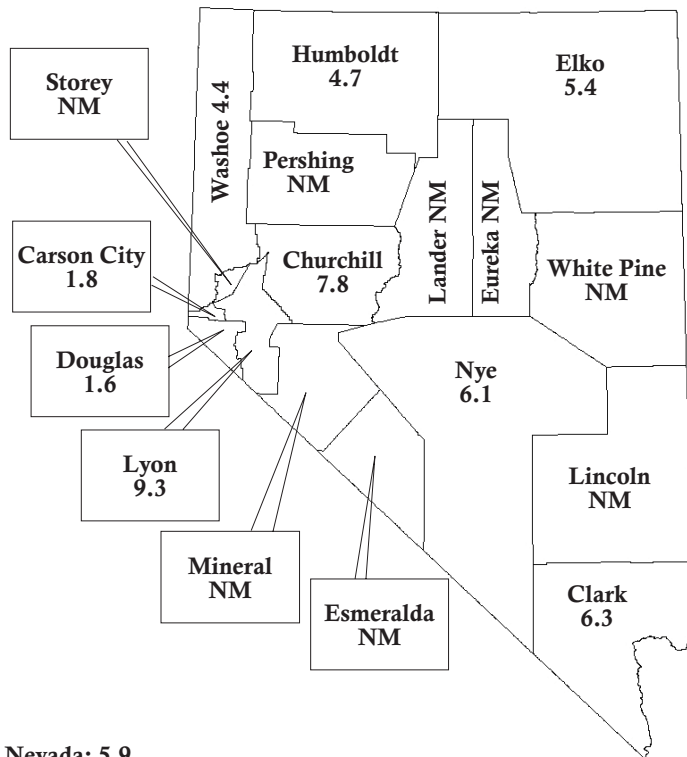 Storey
NM
Humboldt
4.7
Elko
5.4
Washoe 4.4
Pershing
NM
Lander NM
Eureka NM
Carson City
1.8
Churchill
7.8
White Pine
NM
Douglas
1.6
Nye
6.1
Lyon
9.3
Lincoln
NM
Mineral
NM
Esmeralda
NM
Clark
6.3
Nevada: 5.9